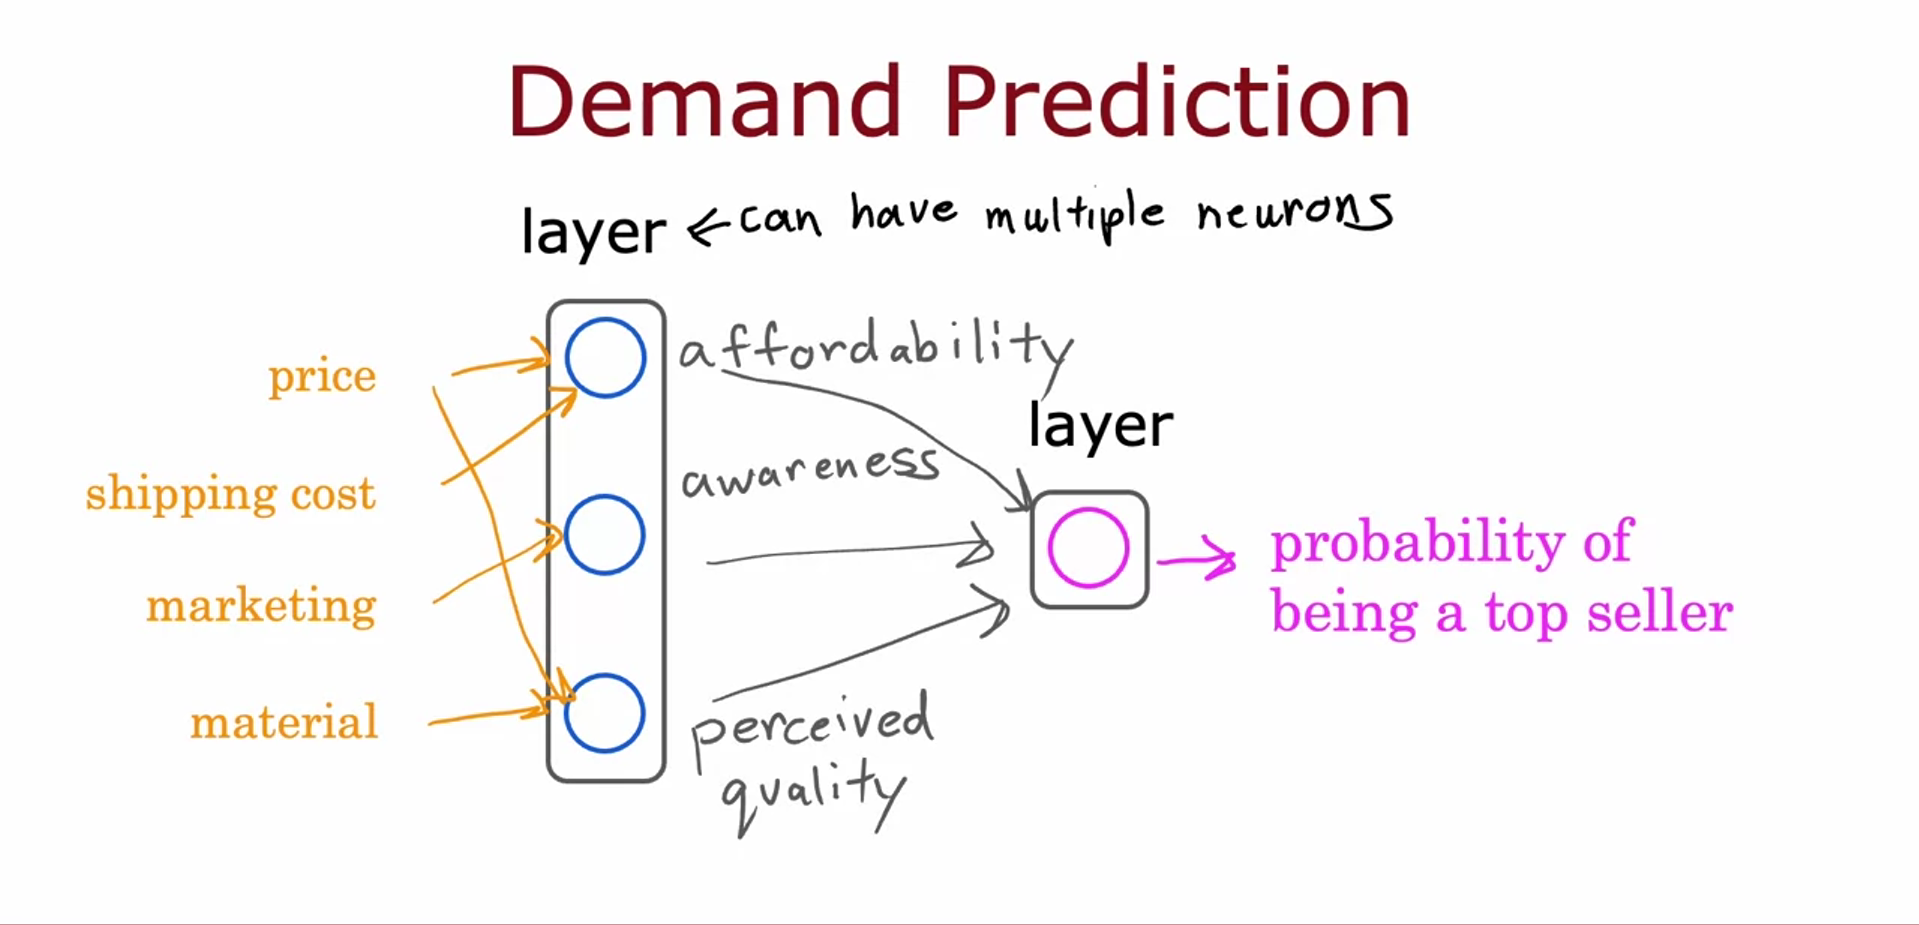 Demand Prediction
layer ← can have multiple neurons
affordability
price
layer
awareness
shipping cost
probability of
being a top seller
marketing
material
perceived
quality